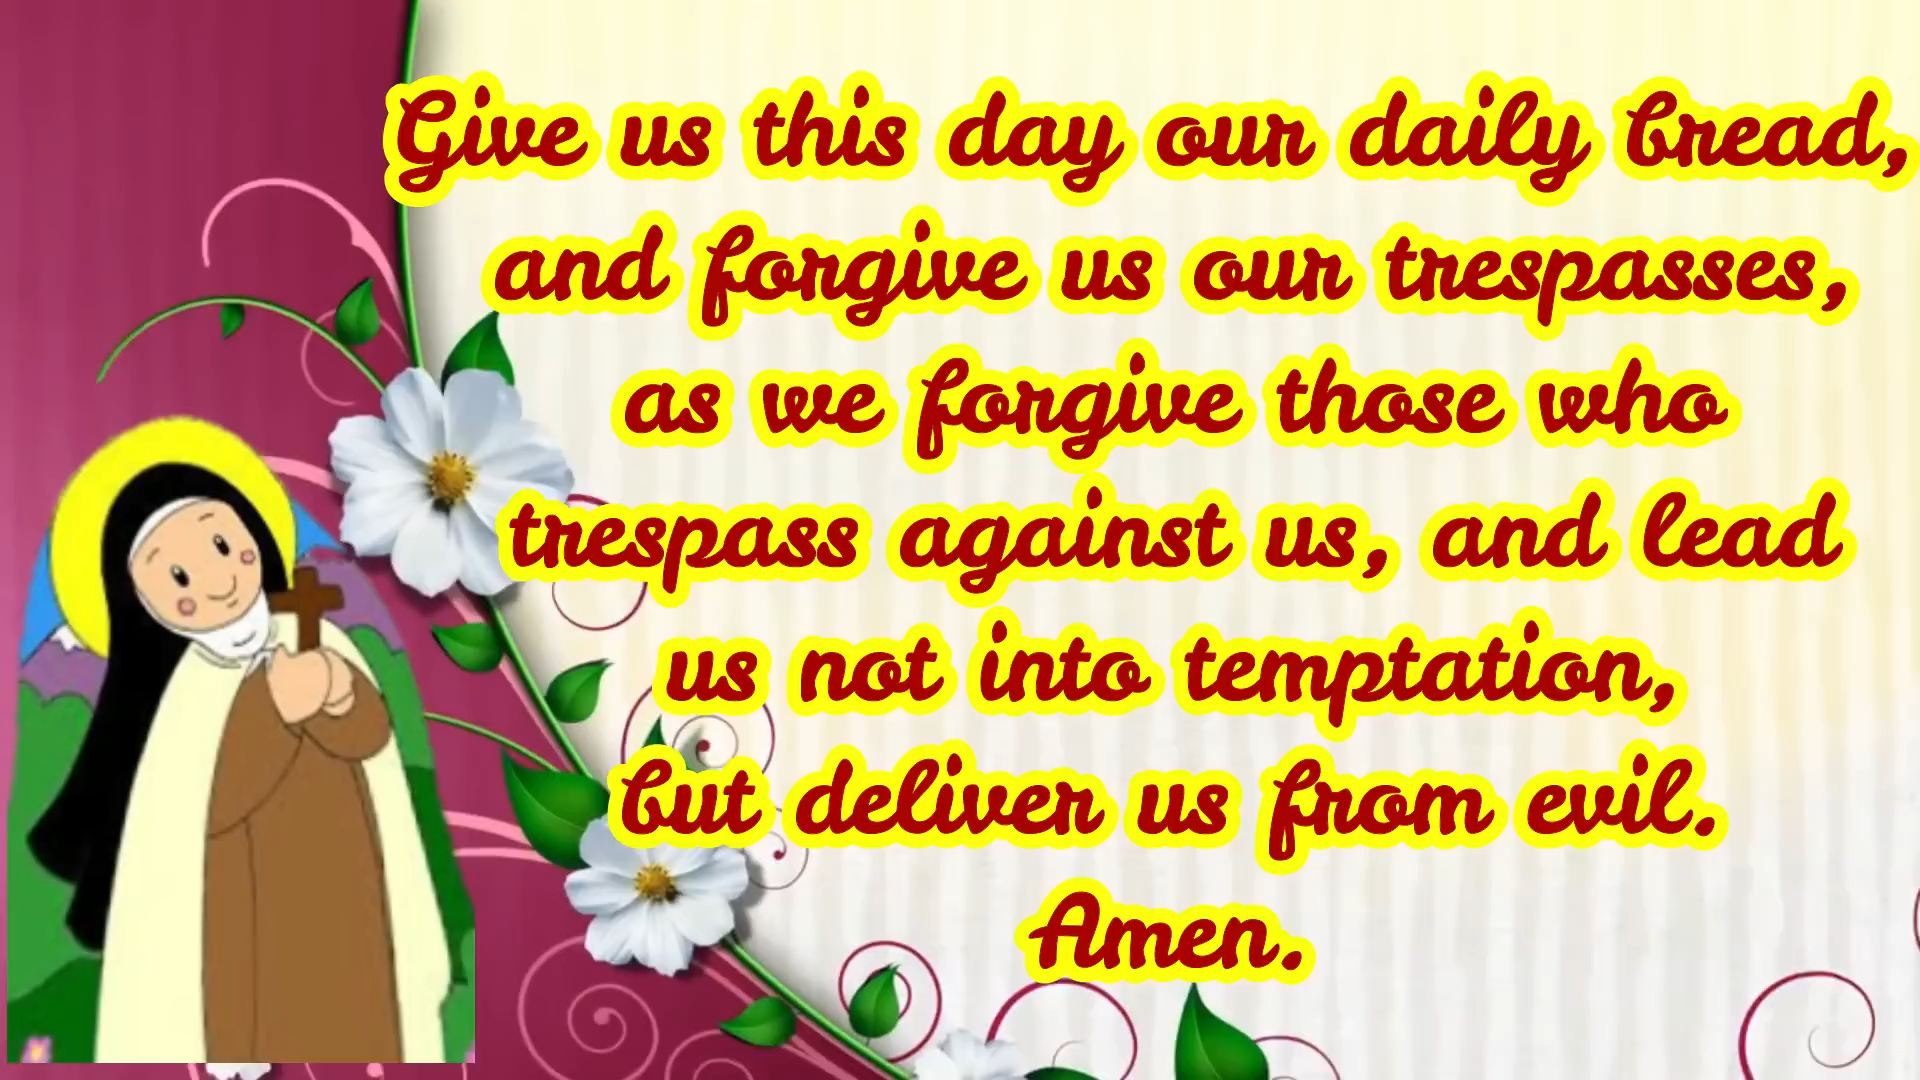 Give us this day our daily bread,
and forgive us our trespasses,
as we forgive those who
trespass against us, and lead
us not into temptation,
but deliver us from evil.
Amen.